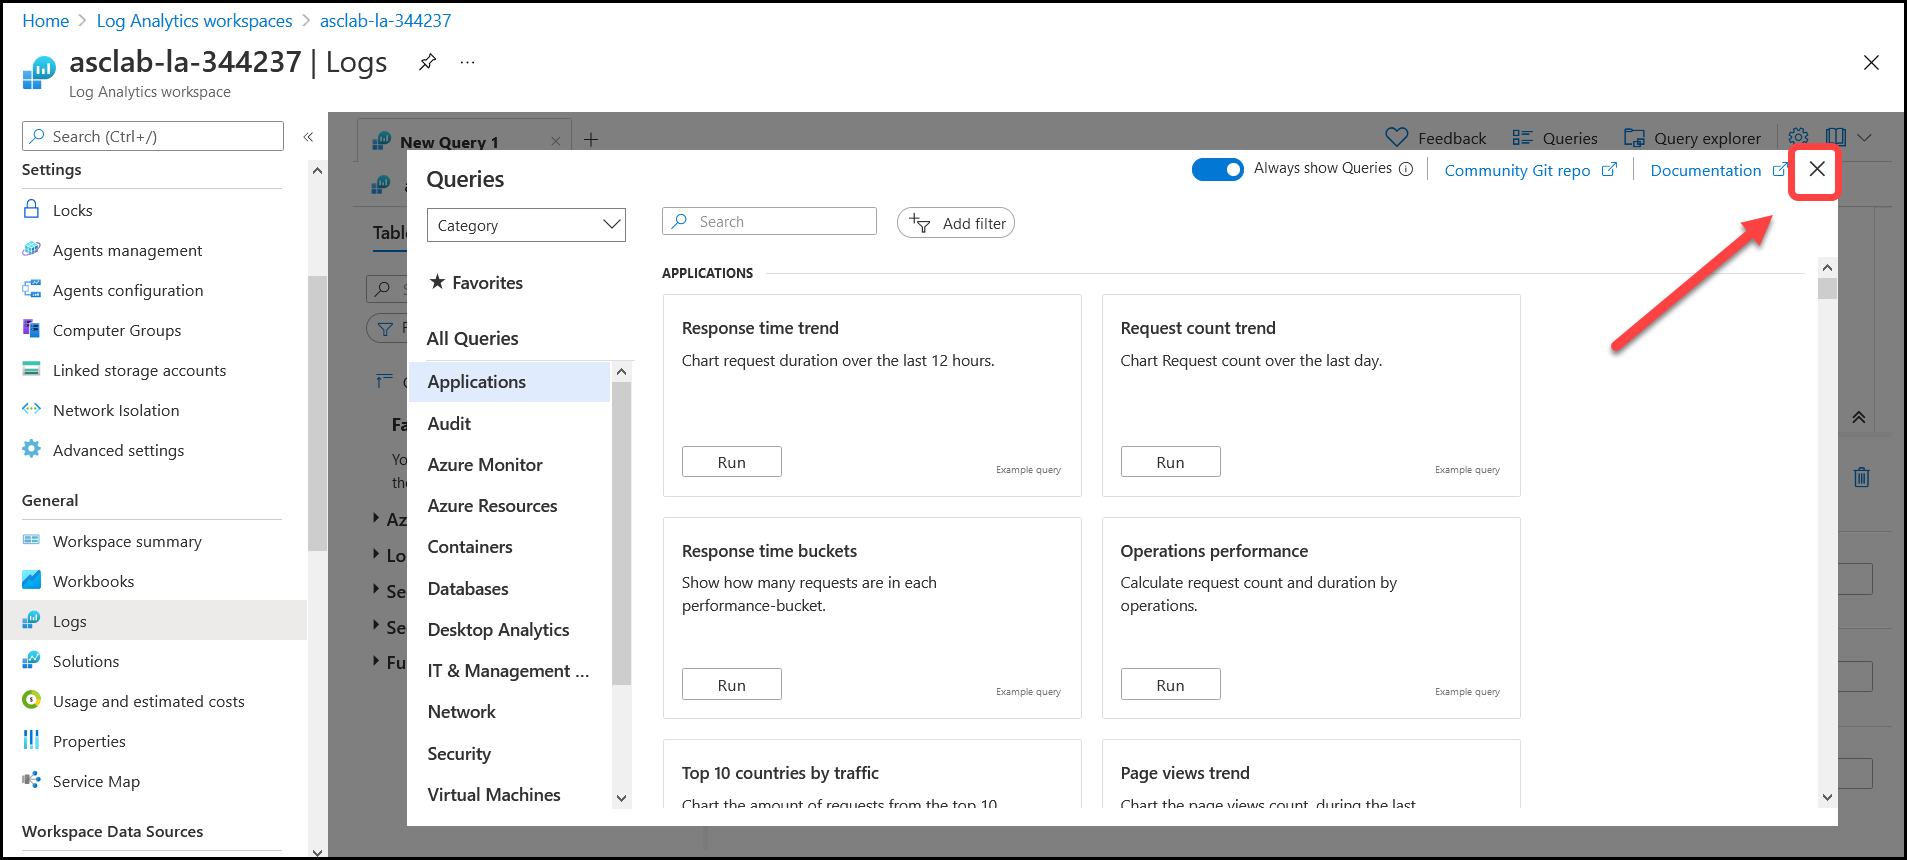 Home > Log Analytics workspaces > asclab-la-344237
asclab-la-344237 | Logs
Log Analytics workspace
Search (Ctrl+/)
Settings
Locks
Agents management
Agents configuration
Computer Groups
Linked storage accounts
Network Isolation
Advanced settings
General
Workspace summary
Workbooks
Logs
Solutions
Usage and estimated costs
Properties
Service Map
Workspace Data Sources
New Query 1
Feedback
Queries
Query explorer
Queries
Always show Queries
Community Git repo
Documentation
Category
Search
Add filter
Favorites
All Queries
Applications
Audit
Azure Monitor
Azure Resources
Containers
Databases
Desktop Analytics
IT & Management ...
Network
Security
Virtual Machines
APPLICATIONS
Response time trend
Chart request duration over the last 12 hours.
Run
Example query
Request count trend
Chart Request count over the last day.
Run
Example query
Response time buckets
Show how many requests are in each
performance-bucket.
Run
Example query
Operations performance
Calculate request count and duration by
operations.
Run
Example query
Top 10 countries by traffic
Chart the amount of requests from the top 10
Page views trend
Chart the page views count, during the last